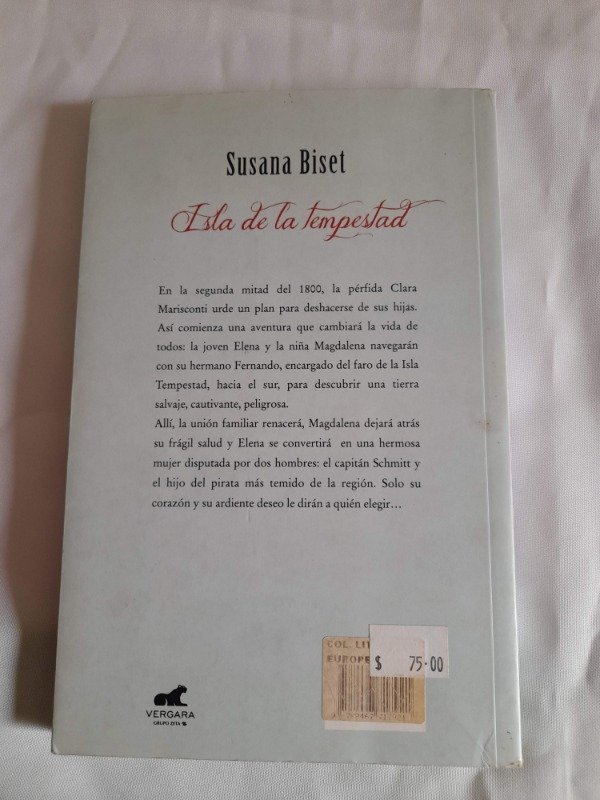 Susana Biset
Isla de la tempestad
En la segunda mitad del 1800, la pérfida Clara
Marisconti urde un plan para deshacerse de sus hijas.
Así comienza una aventura que cambiará la vida de
todos: la joven Elena y la niña Magdalena navegarán
con su hermano Fernando, encargado del faro de la Isla
Tempestad, hacia el sur, para descubrir una tierra
salvaje, cautivante, peligrosa.
Allí, la unión familiar renacerá, Magdalena dejará atrás
su frágil salud y Elena se convertirá en una hermosa
mujer disputada por dos hombres: el capitán Schmitt y
el hijo del pirata más temido de la región. Solo su
corazón y su ardiente deseo le dirán a quién elegir...
COL. LIT
EUROPE
$ 75.00
VERGARA
GRUPO ZETA